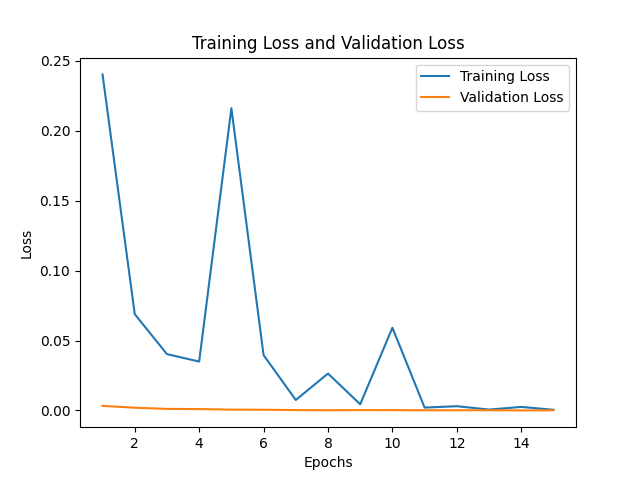 Training Loss and Validation Loss
Training Loss
Validation Loss
0.25
0.20
0.15
0.10
0.05
0.00
Loss
2 4 6 8 10 12 14
Epochs